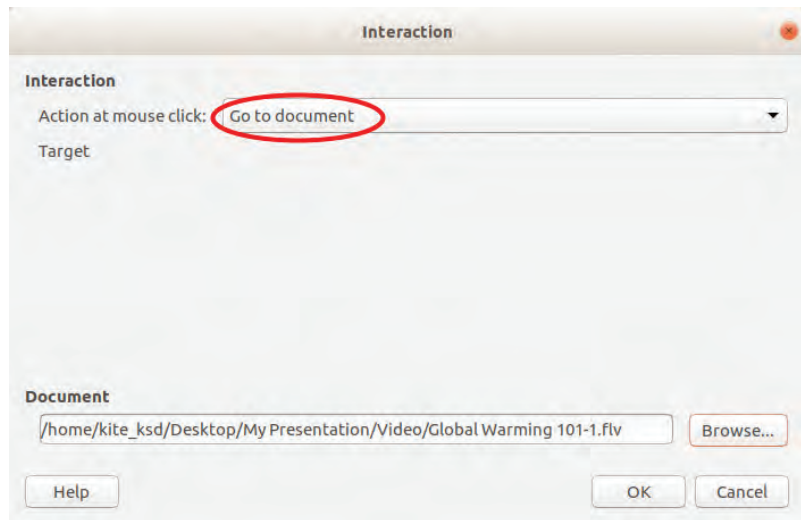 Interaction
Interaction
Action at mouse click: Go to document
Target
Document
/home/kite_ksd/Desktop/My Presentation/Video/Global Warming 101-1.flv Browse...
Help OK Cancel